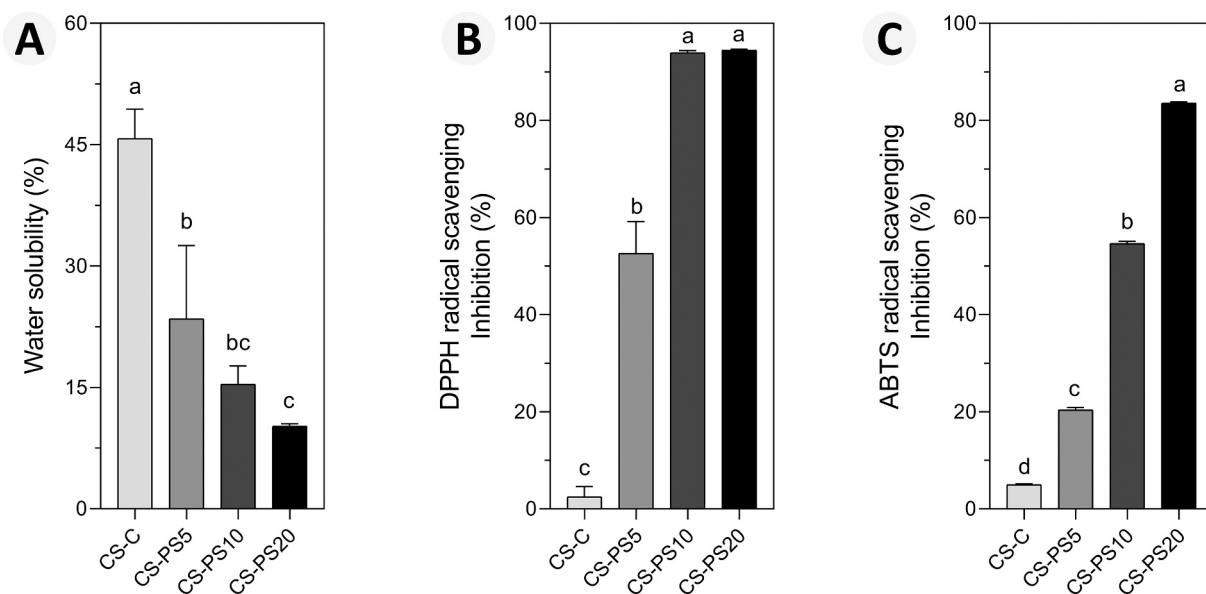 A
Water solubility (%)
60
45
30
15
0
a
b
bc
c
CS-C
CS-PS5
CS-PS10
CS-PS20
B
DPPH radical scavenging
Inhibition (%)
100
80
60
40
20
0
c
b
a
a
CS-C
CS-PS5
CS-PS10
CS-PS20
C
ABTS radical scavenging
Inhibition (%)
100
80
60
40
20
0
d
c
b
a
CS-C
CS-PS5
CS-PS10
CS-PS20